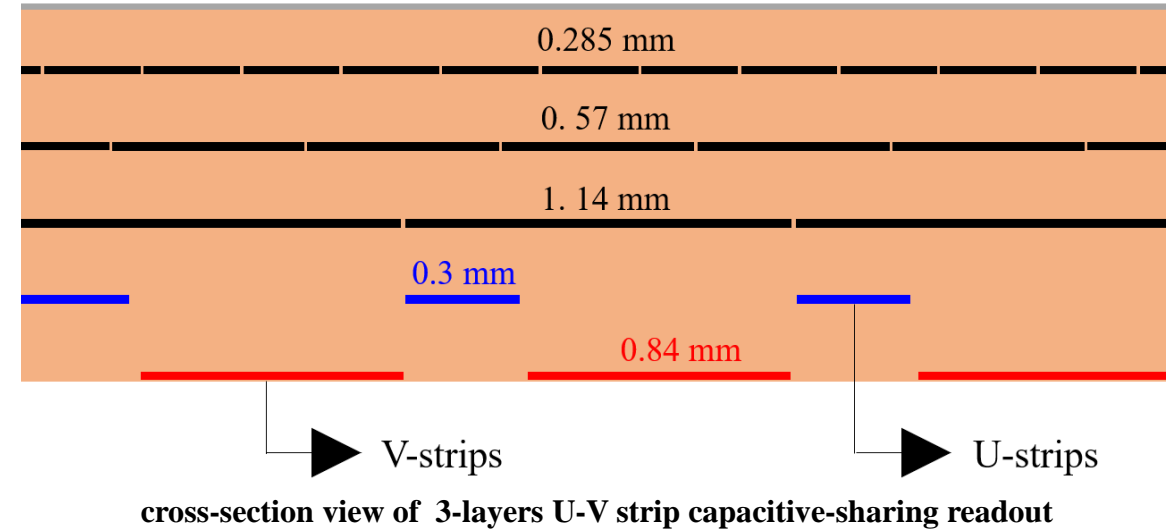 0.285 mm
0. 57 mm
1. 14 mm
0.3 mm
0.84 mm
V-strips
U-strips
cross-section view of 3-layers U-V strip capacitive-sharing readout